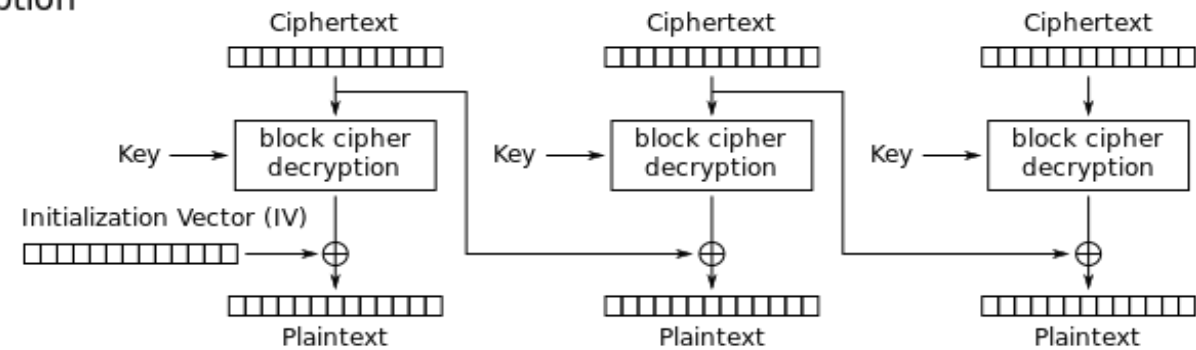 Ciphertext
Ciphertext
Ciphertext
Key
block cipher
decryption
Key
block cipher
decryption
Key
block cipher
decryption
Initialization Vector (IV)
Plaintext
Plaintext
Plaintext